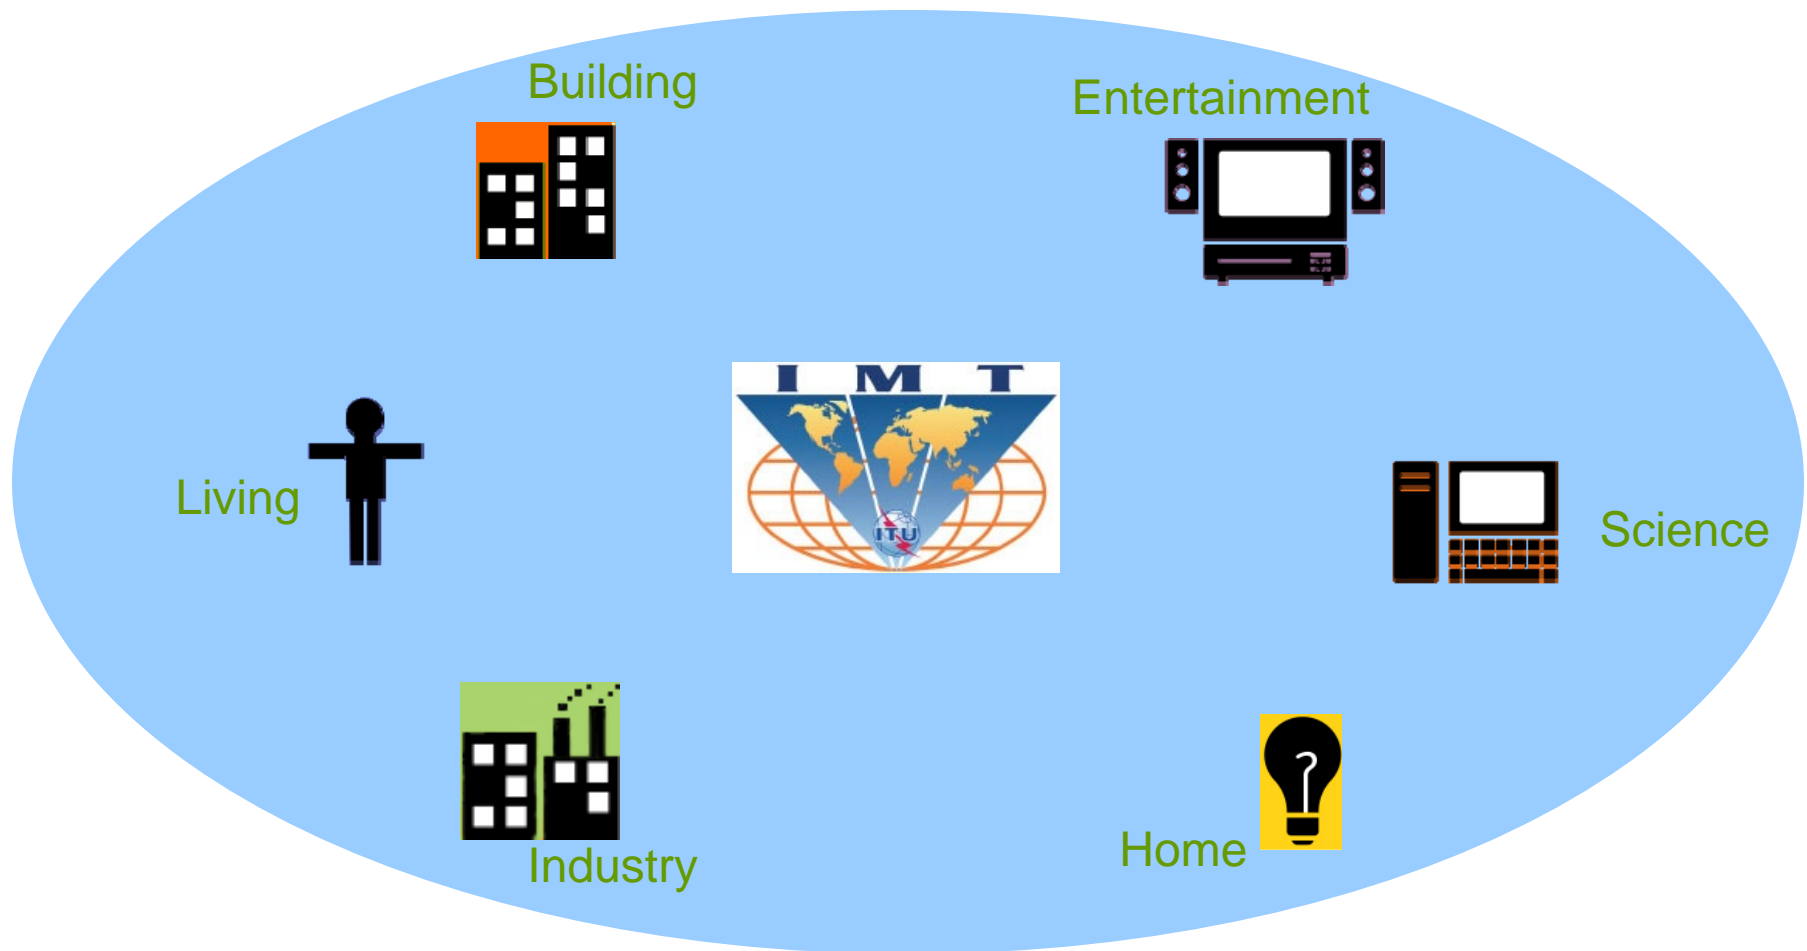 Building
Entertainment
I M T
ITU
Living
Science
Industry
Home